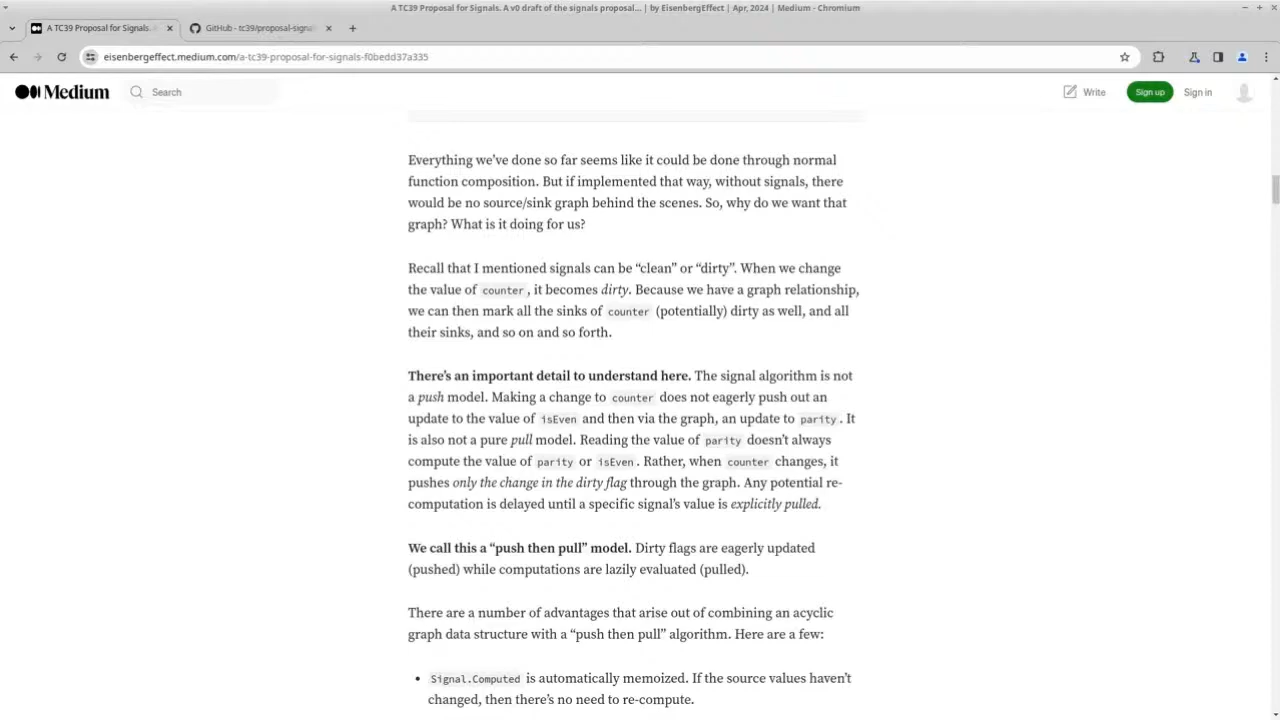 A TC39 Proposal for Signals. A v0 draft of the signals proposal... | by EisenbergEffect | Apr, 2024 | Medium - Chromium
A TC39 Proposal for Signals.
GitHub - tc39/proposal-signa
eisenbergeffect.medium.com/a-tc39-proposal-for-signals-f0bedd37a335
Medium
Search
Write
Sign up
Sign in
Everything we’ve done so far seems like it could be done through normal
function composition. But if implemented that way, without signals, there
would be no source/sink graph behind the scenes. So, why do we want that
graph? What is it doing for us?
Recall that I mentioned signals can be “clean” or “dirty”. When we change
the value of counter, it becomes dirty. Because we have a graph relationship,
we can then mark all the sinks of counter (potentially) dirty as well, and all
their sinks, and so on and so forth.
There’s an important detail to understand here. The signal algorithm is not
a push model. Making a change to counter does not eagerly push out an
update to the value of isEven and then via the graph, an update to parity. It
is also not a pure pull model. Reading the value of parity doesn’t always
compute the value of parity or isEven. Rather, when counter changes, it
pushes only the change in the dirty flag through the graph. Any potential re-
computation is delayed until a specific signal’s value is explicitly pulled.
We call this a “push then pull” model. Dirty flags are eagerly updated
(pushed) while computations are lazily evaluated (pulled).
There are a number of advantages that arise out of combining an acyclic
graph data structure with a “push then pull” algorithm. Here are a few:
• Signal.Computed is automatically memoized. If the source values haven’t
changed, then there’s no need to re-compute.